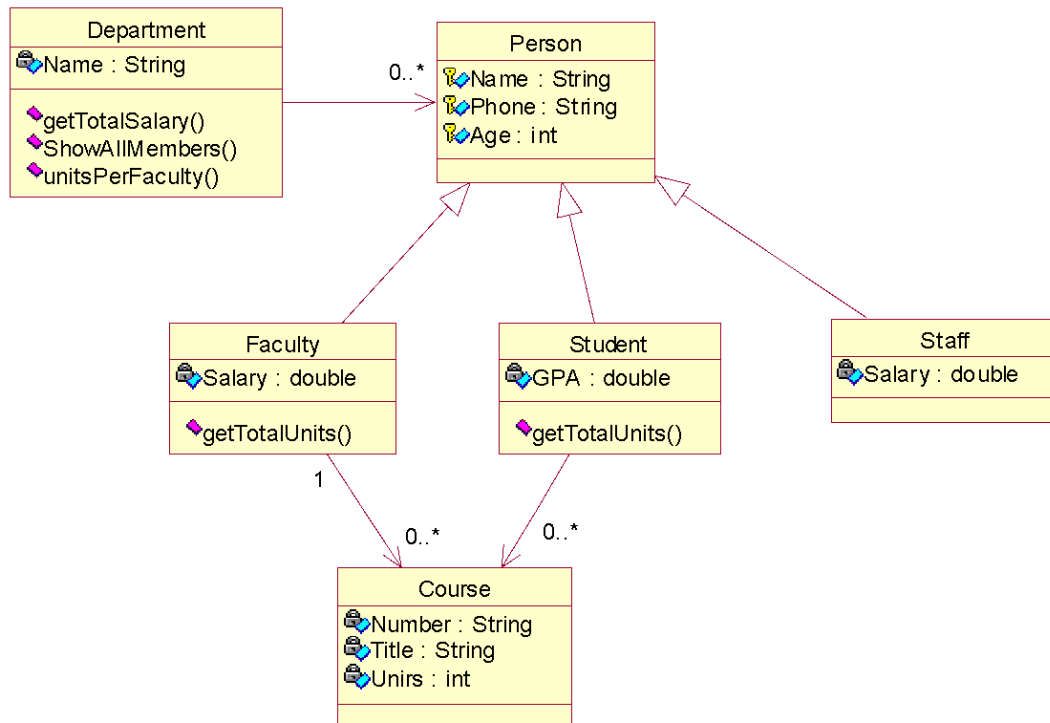 Department
Name : String
getTotalSalary()
ShowAllMembers()
unitsPerFaculty()
0..*
Person
Name : String
Phone : String
Age : int
Faculty
Salary : double
getTotalUnits()
Student
GPA : double
getTotalUnits()
Staff
Salary : double
1
0..*
0..*
Course
Number : String
Title : String
Unirs : int